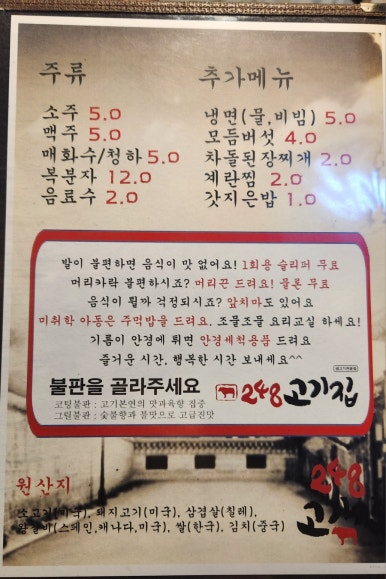 주류
소주 5.0
맥주 5.0
매화수/청하 5.0
복분자 12.0
음료수 2.0
추가메뉴
냉면(물,비빔) 5.0
모듬버섯 4.0
차돌된장찌개 2.0
계란찜 2.0
갓지은밥 1.0
발이 불편하면 음식이 맛 없어요! 1회용 슬리퍼 무료
머리카락 불편하시죠? 머리끈 드려요! 물론 무료
음식이 튈까 걱정되시죠? 앞치마도 있어요
미취학 아동은 주먹밥을 드려요. 조물조물 요리교실 하세요!
기름이 안경에 튀면 안경세척용품 드려요
즐거운 시간, 행복한 시간 보내세요^^
불판을 골라주세요
코팅불판 : 고기본연의 맛과육향 집중
그릴불판 : 숯불향과 불맛으로 고급진맛
248 고기집
원산지
소고기(미국), 돼지고기(미국), 삼겹살(칠레),
왕갈비(스페인,캐나다,미국), 쌀(한국), 김치(중국)
248